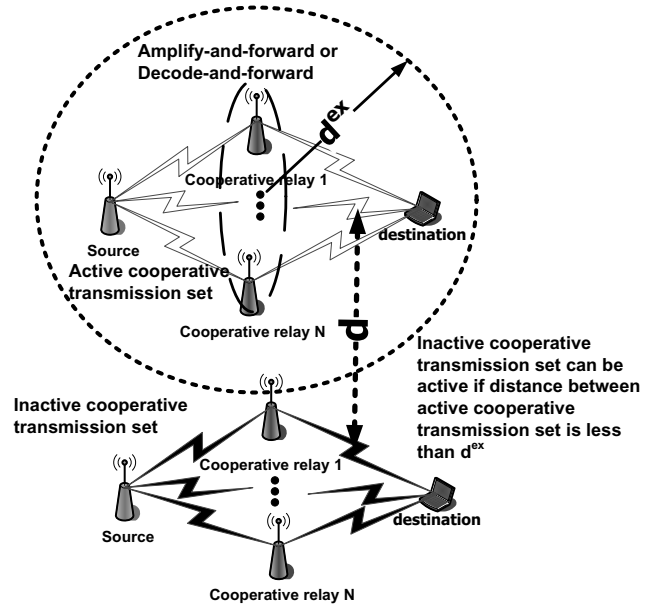 Amplify-and-forward or
Decode-and-forward
d^ex
Cooperative relay 1
Source
destination
Active cooperative
transmission set
Cooperative relay N
d
Inactive cooperative
transmission set can be
active if distance between
active cooperative
transmission set is less
than d^ex
Inactive cooperative
transmission set
Cooperative relay 1
Source
destination
Cooperative relay N